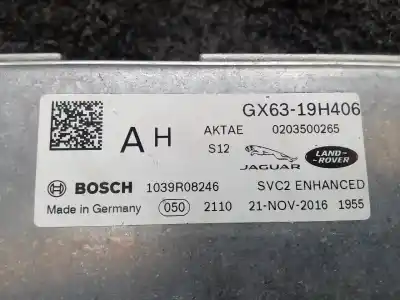 GX63-19H406
AH
AKTAE 0203500265
S12
JAGUAR
LAND-
ROVER
BOSCH 1039R08246 SVC2 ENHANCED
Made in Germany 050 2110 21-NOV-2016 1955